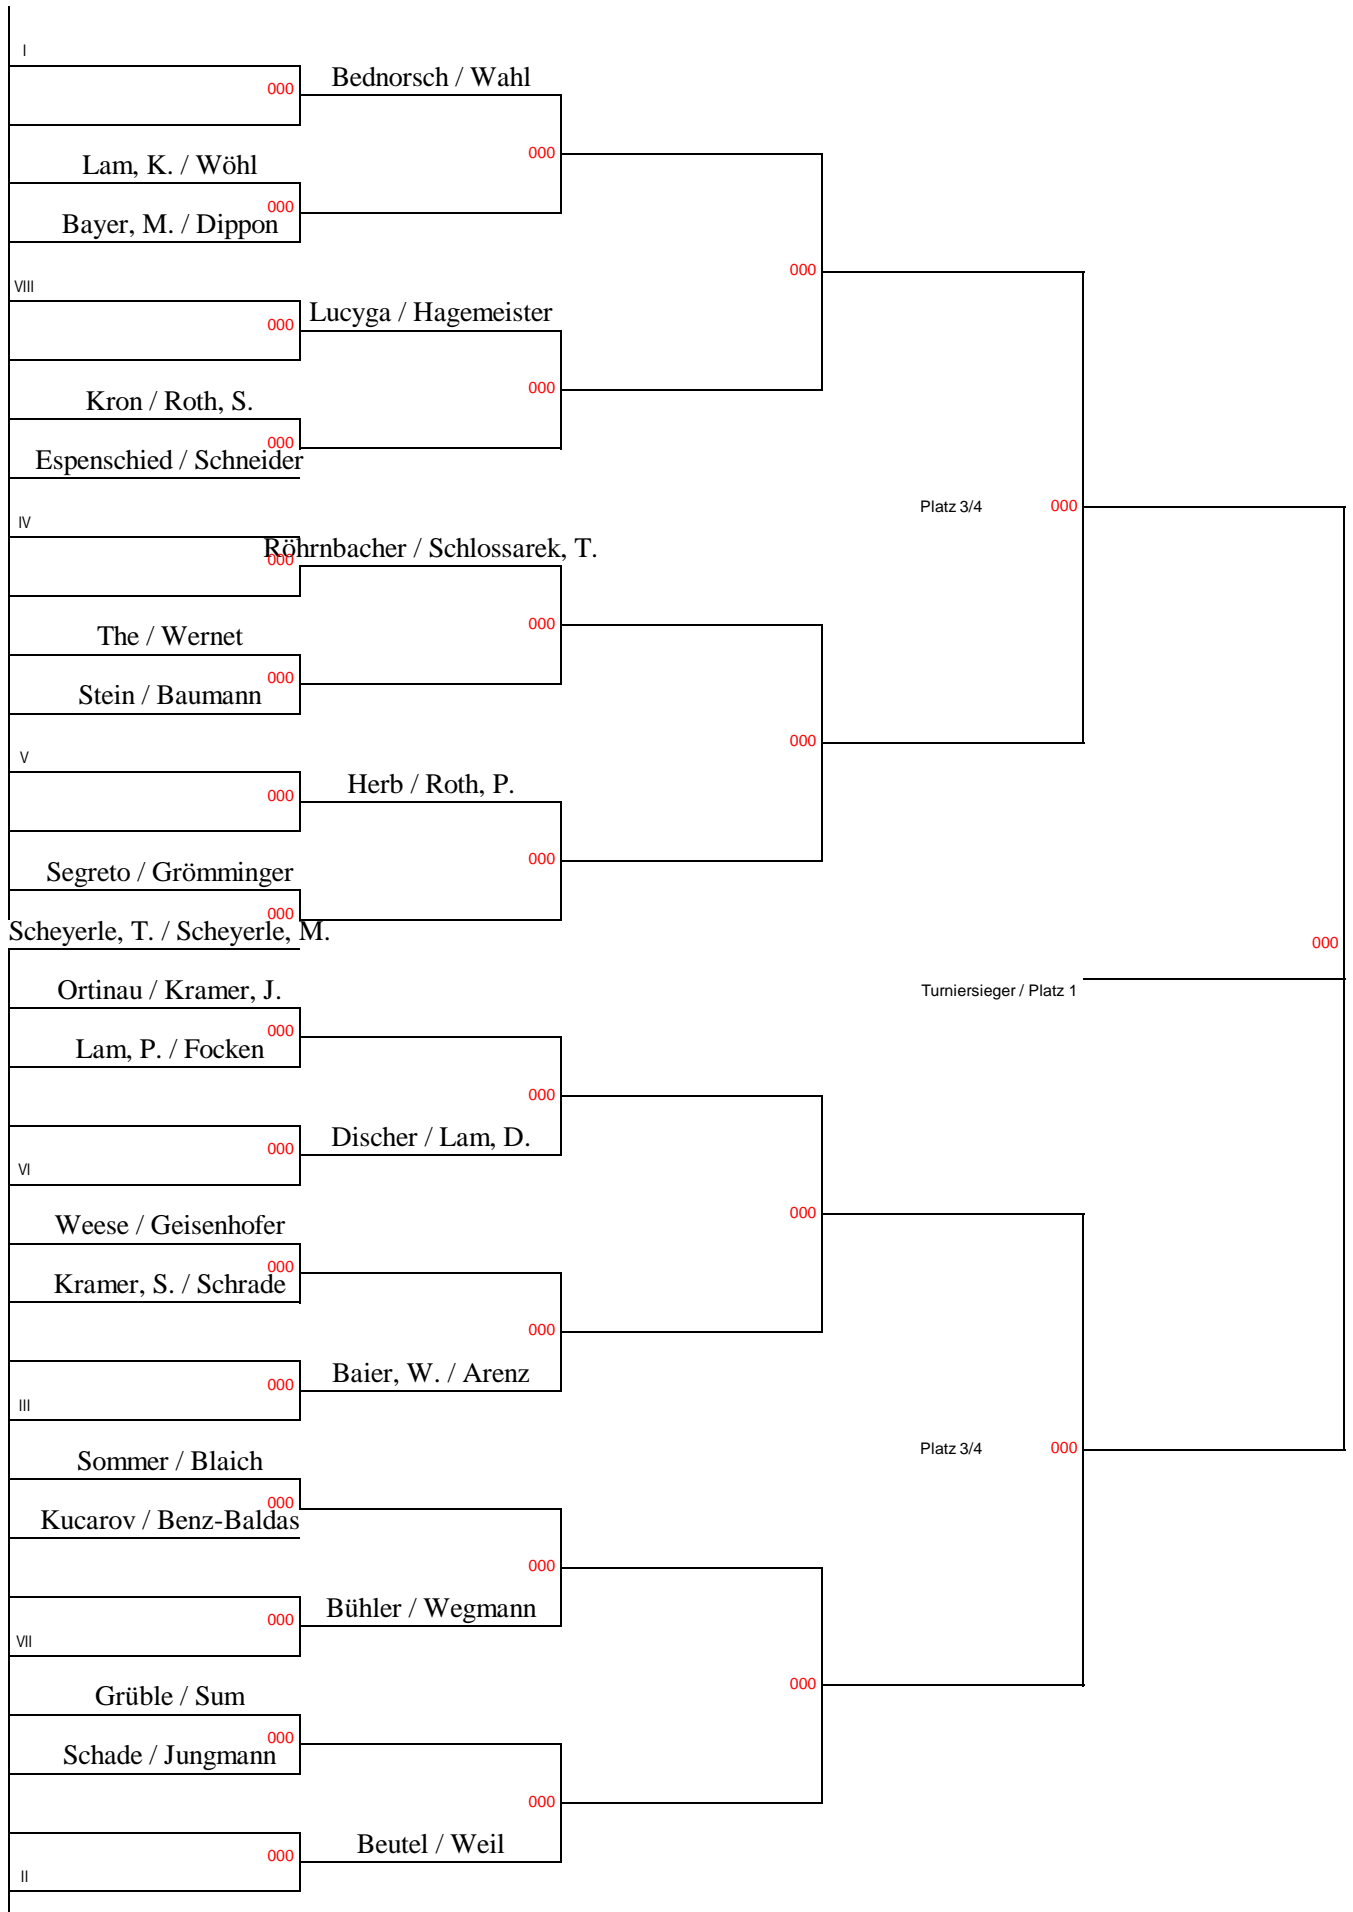 I
Bednorsch / Wahl
000
000
Lam, K. / Wöhl
000
Bayer, M. / Dippon
000
VIII
Lucyga / Hagemeister
000
000
Kron / Roth, S.
000
Espenschied / Schneider
Platz 3/4 000
IV
Röhrnbacher / Schlossarek, T.
000
000
The / Wernet
000
Stein / Baumann
000
V
Herb / Roth, P.
000
000
Segreto / Grömminger
000
Scheyerle, T. / Scheyerle, M.
000
Ortinau / Kramer, J.
Turniersieger / Platz 1
000
Lam, P. / Focken
000
Discher / Lam, D.
000
VI
000
Weese / Geisenhofer
000
Kramer, S. / Schrade
000
Baier, W. / Arenz
000
III
Platz 3/4 000
Sommer / Blaich
000
Kucarov / Benz-Baldas
000
Bühler / Wegmann
000
VII
000
Grüble / Sum
000
Schade / Jungmann
000
Beutel / Weil
000
II